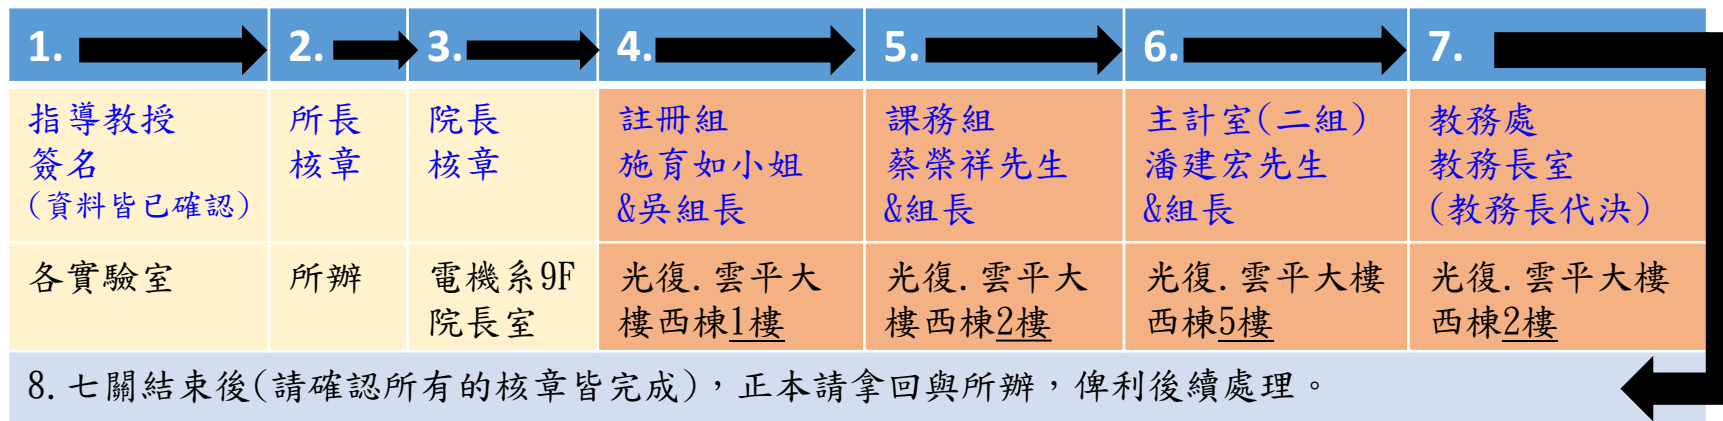 1.
2.
3.
4.
5.
6.
7.
指導教授
簽名
(資料皆已確認)
所長
核章
院長
核章
註冊組
施育如小姐
&吳組長
課務組
蔡榮祥先生
&組長
主計室(二組)
潘建宏先生
&組長
教務處
教務長室
(教務長代決)
各實驗室
所辦
電機系9F
院長室
光復.雲平大
樓西棟1樓
光復.雲平大
樓西棟2樓
光復.雲平大樓
西棟5樓
光復.雲平大樓
西棟2樓
8.七關結束後(請確認所有的核章皆完成)，正本請拿回與所辦，俾利後續處理。